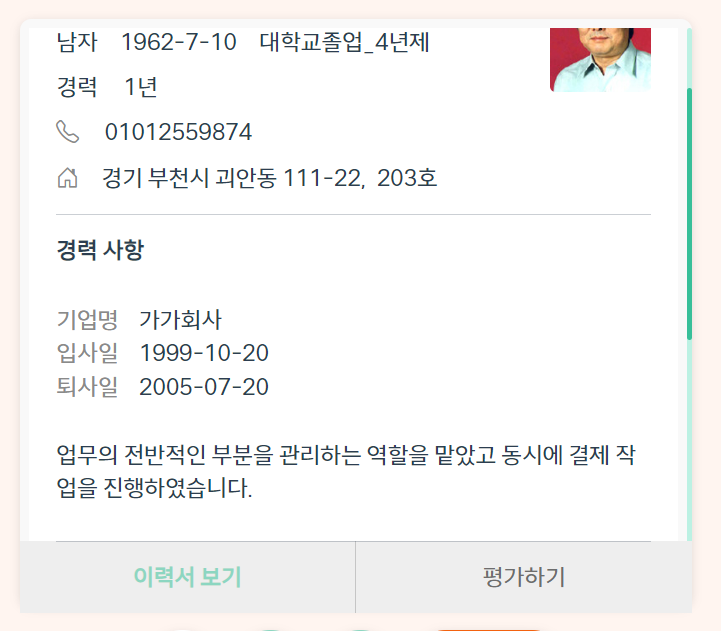 남자 1962-7-10 대학교졸업_4년제
경력 1년
01012559874
경기 부천시 괴안동 111-22, 203호
경력 사항
기업명 가가회사
입사일 1999-10-20
퇴사일 2005-07-20
업무의 전반적인 부분을 관리하는 역할을 맡았고 동시에 결제 작
업을 진행하였습니다.
이력서 보기
평가하기